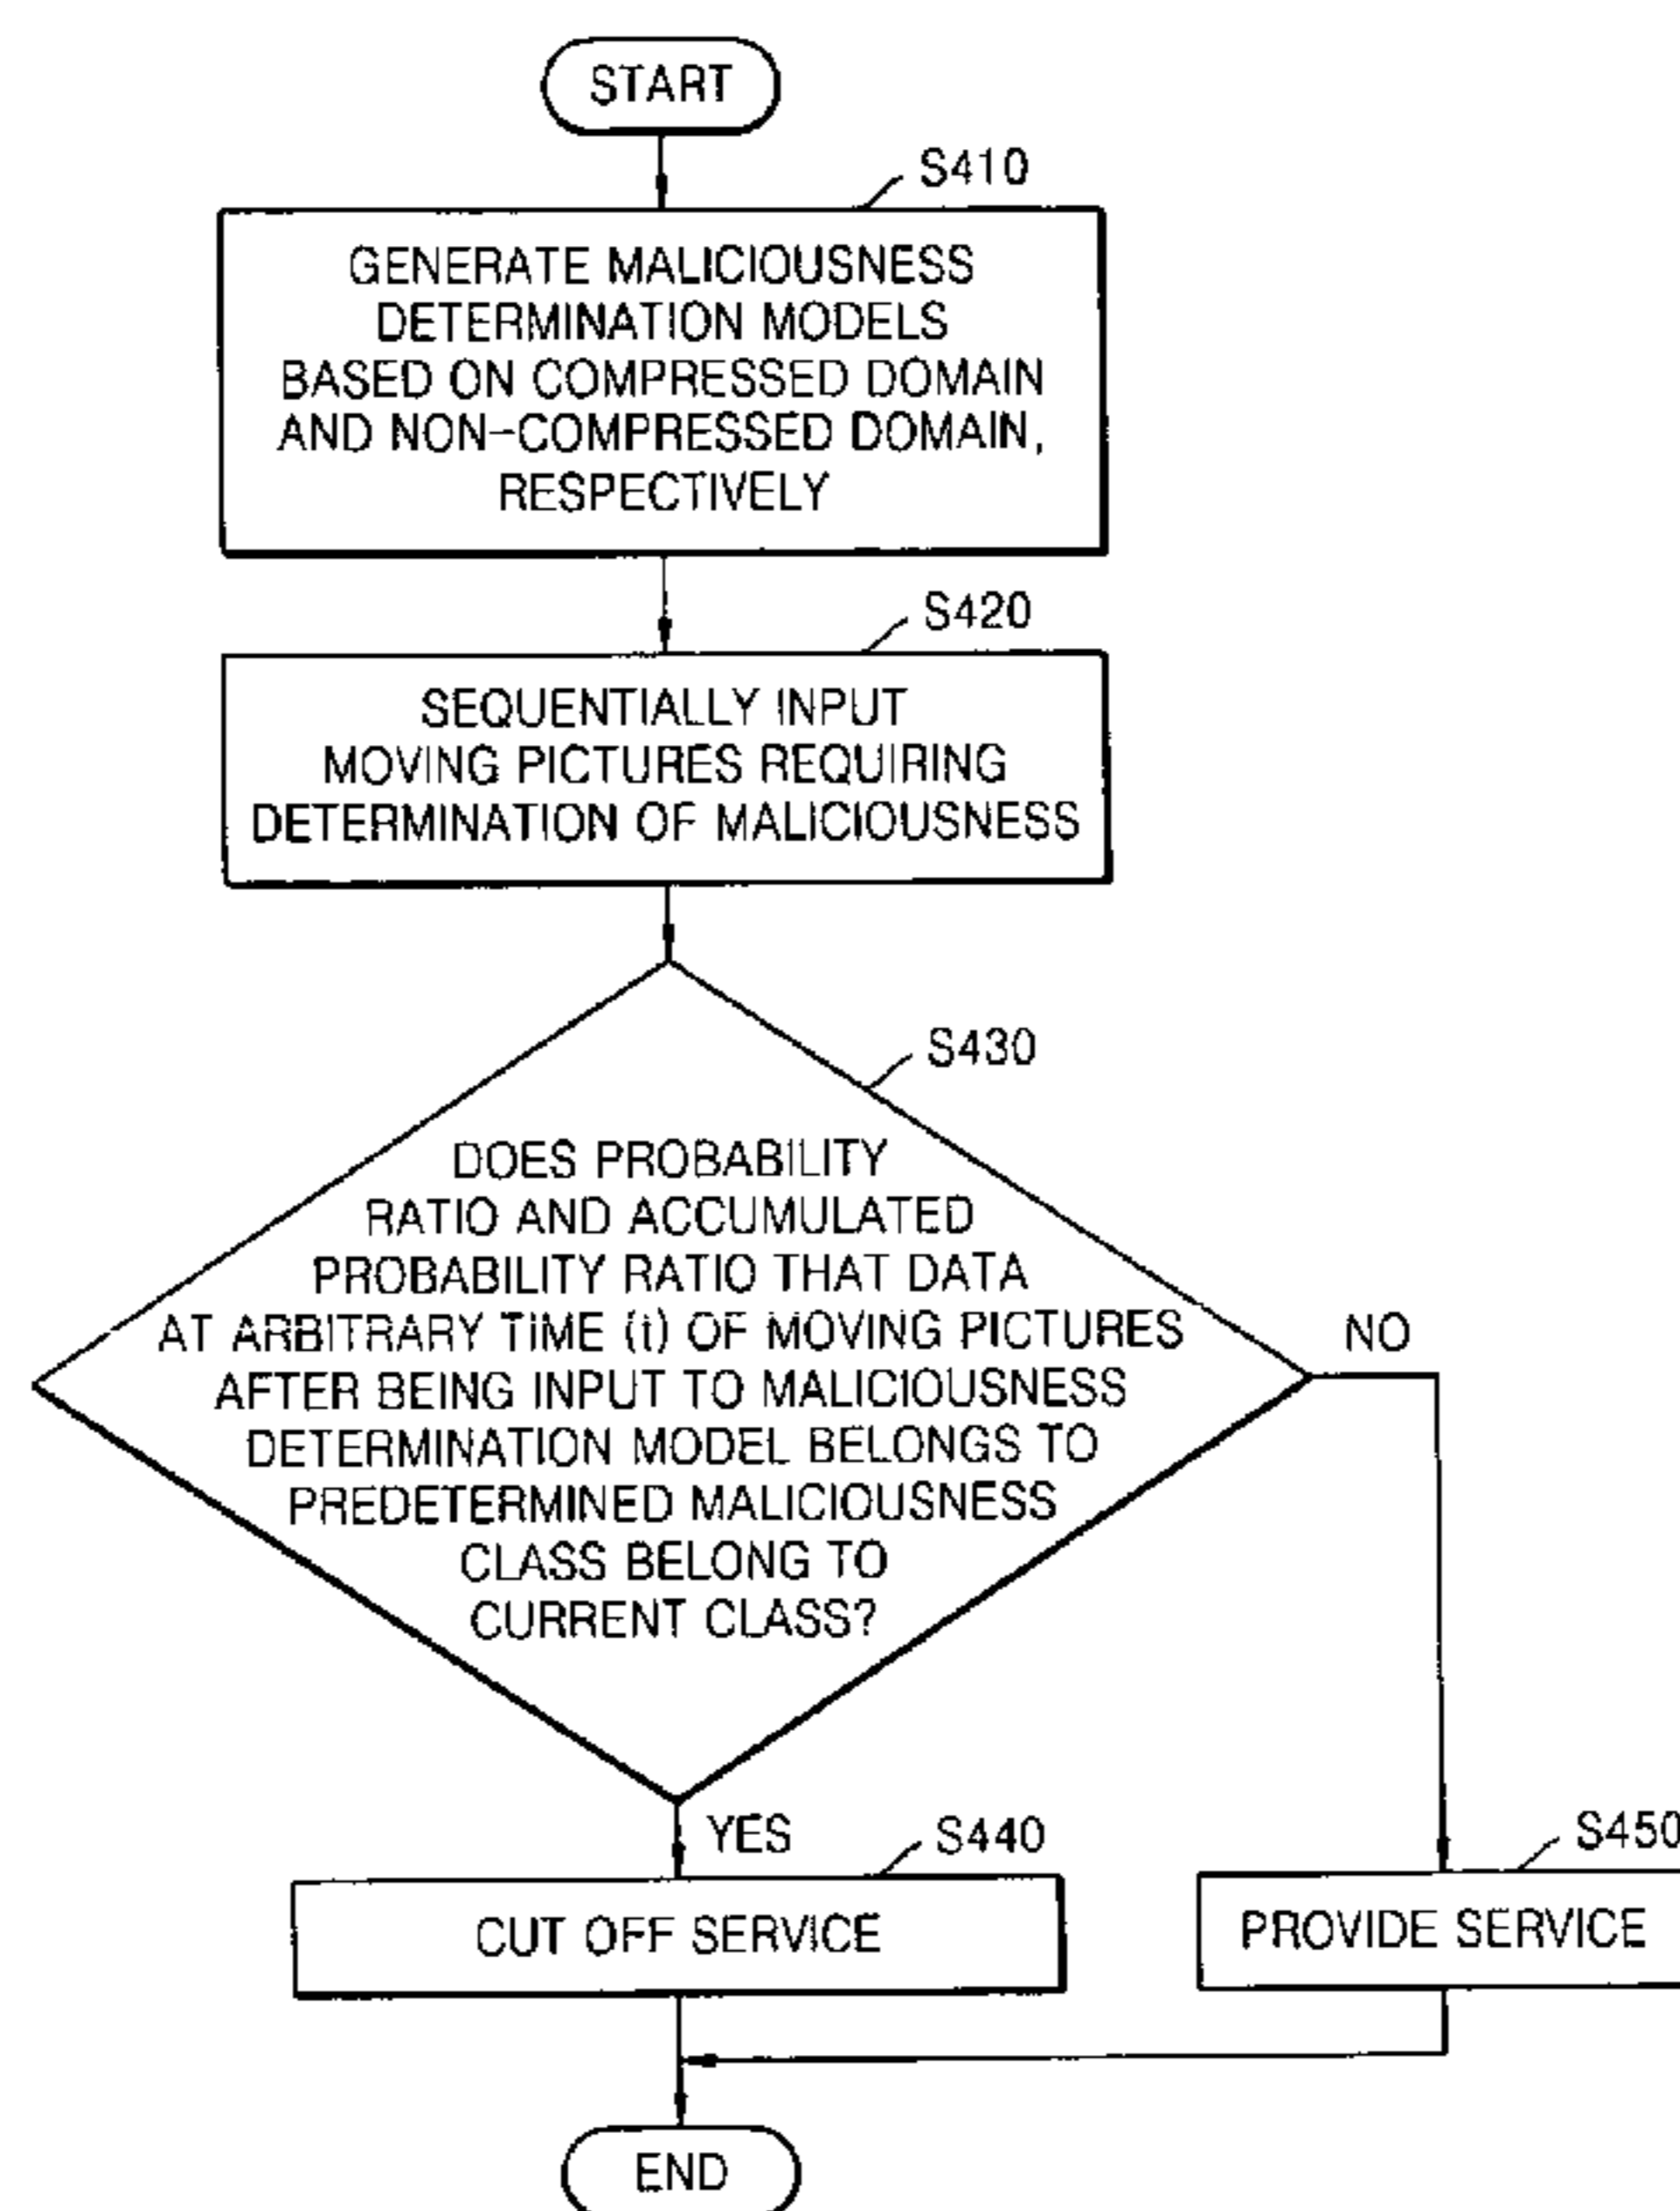 START
S410
GENERATE MALICIOUSNESS
DETERMINATION MODELS
BASED ON COMPRESSED DOMAIN
AND NON-COMPRESSED DOMAIN,
RESPECTIVELY
S420
SEQUENTIALLY INPUT
MOVING PICTURES REQUIRING
DETERMINATION OF MALICIOUSNESS
S430
DOES PROBABILITY
RATIO AND ACCUMULATED
PROBABILITY RATIO THAT DATA
AT ARBITRARY TIME (t) OF MOVING PICTURES
AFTER BEING INPUT TO MALICIOUSNESS
DETERMINATION MODEL BELONGS TO
PREDETERMINED MALICIOUSNESS
CLASS BELONG TO
CURRENT CLASS?
NO
YES
S440
S450
CUT OFF SERVICE
PROVIDE SERVICE
END